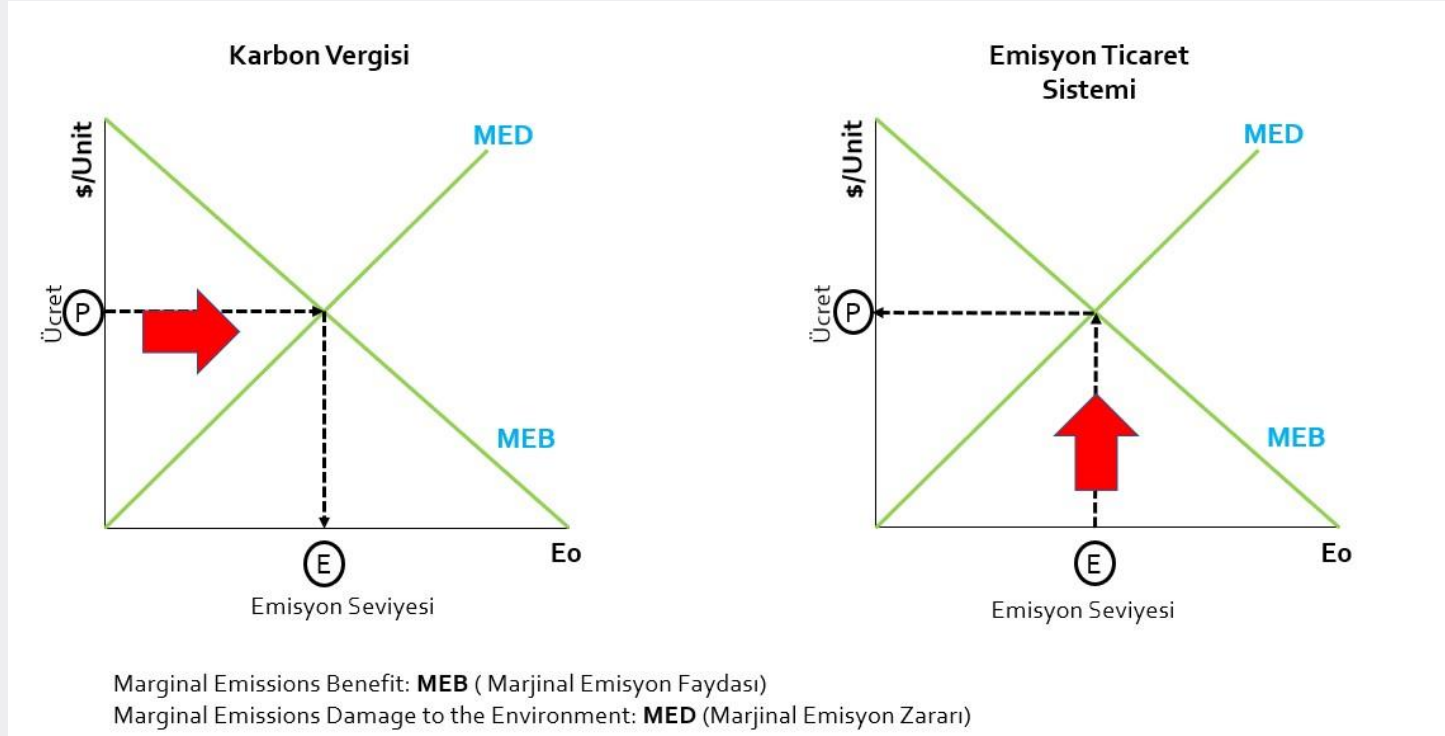 Karbon Vergisi
$/Unit
MED
Ücret
P
MEB
E
Eo
Emisyon Seviyesi
Emisyon Ticaret
Sistemi
$/Unit
MED
Ücret
P
MEB
E
Eo
Emisyon Seviyesi
Marginal Emissions Benefit: MEB ( Marjinal Emisyon Faydası)
Marginal Emissions Damage to the Environment: MED (Marjinal Emisyon Zararı)